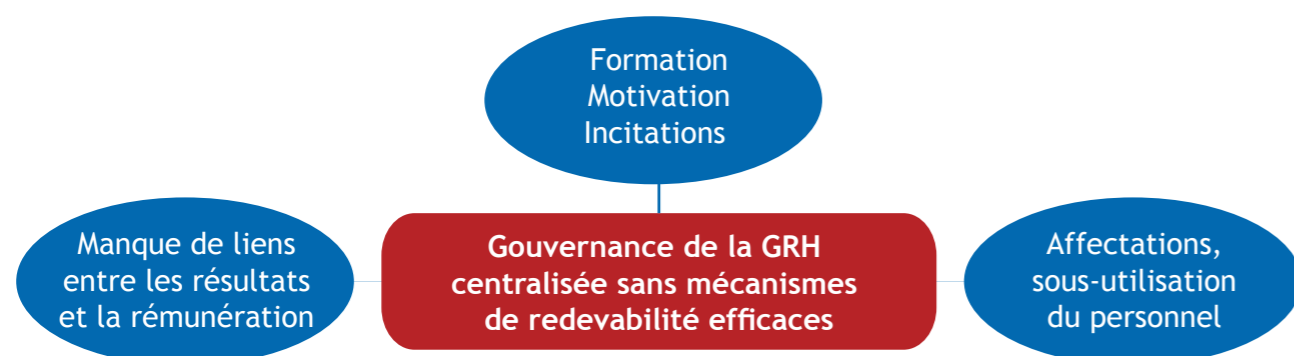 Formation
Motivation
Incitations
Manque de liens
entre les résultats
et la rémunération
Gouvernance de la GRH
centralisée sans mécanismes
de redevabilité efficaces
Affectations,
sous-utilisation
du personnel